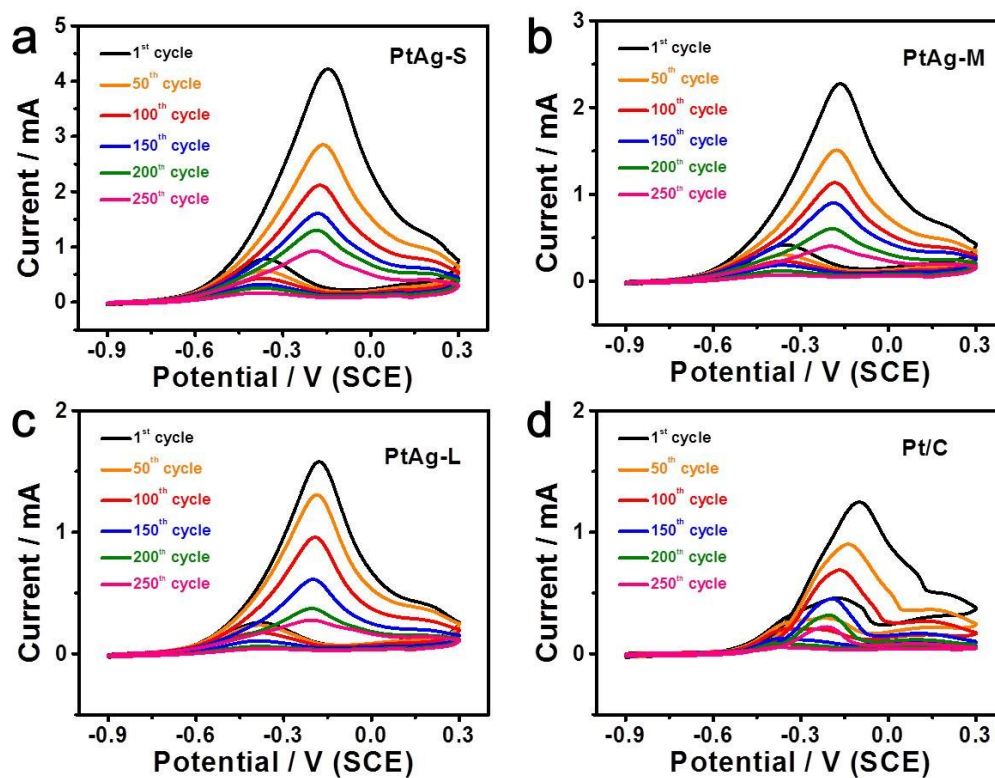 a
PtAg-S
1st cycle
50th cycle
100th cycle
150th cycle
200th cycle
250th cycle
5
4
3
2
1
0
Current / mA
-0.9 -0.6 -0.3 0.0 0.3
Potential / V (SCE)
b
PtAg-M
1st cycle
50th cycle
100th cycle
150th cycle
200th cycle
250th cycle
3
2
1
0
Current / mA
-0.9 -0.6 -0.3 0.0 0.3
Potential / V (SCE)
c
PtAg-L
1st cycle
50th cycle
100th cycle
150th cycle
200th cycle
250th cycle
2
1
0
Current / mA
-0.9 -0.6 -0.3 0.0 0.3
Potential / V (SCE)
d
Pt/C
1st cycle
50th cycle
100th cycle
150th cycle
200th cycle
250th cycle
2
1
0
Current / mA
-0.9 -0.6 -0.3 0.0 0.3
Potential / V (SCE)